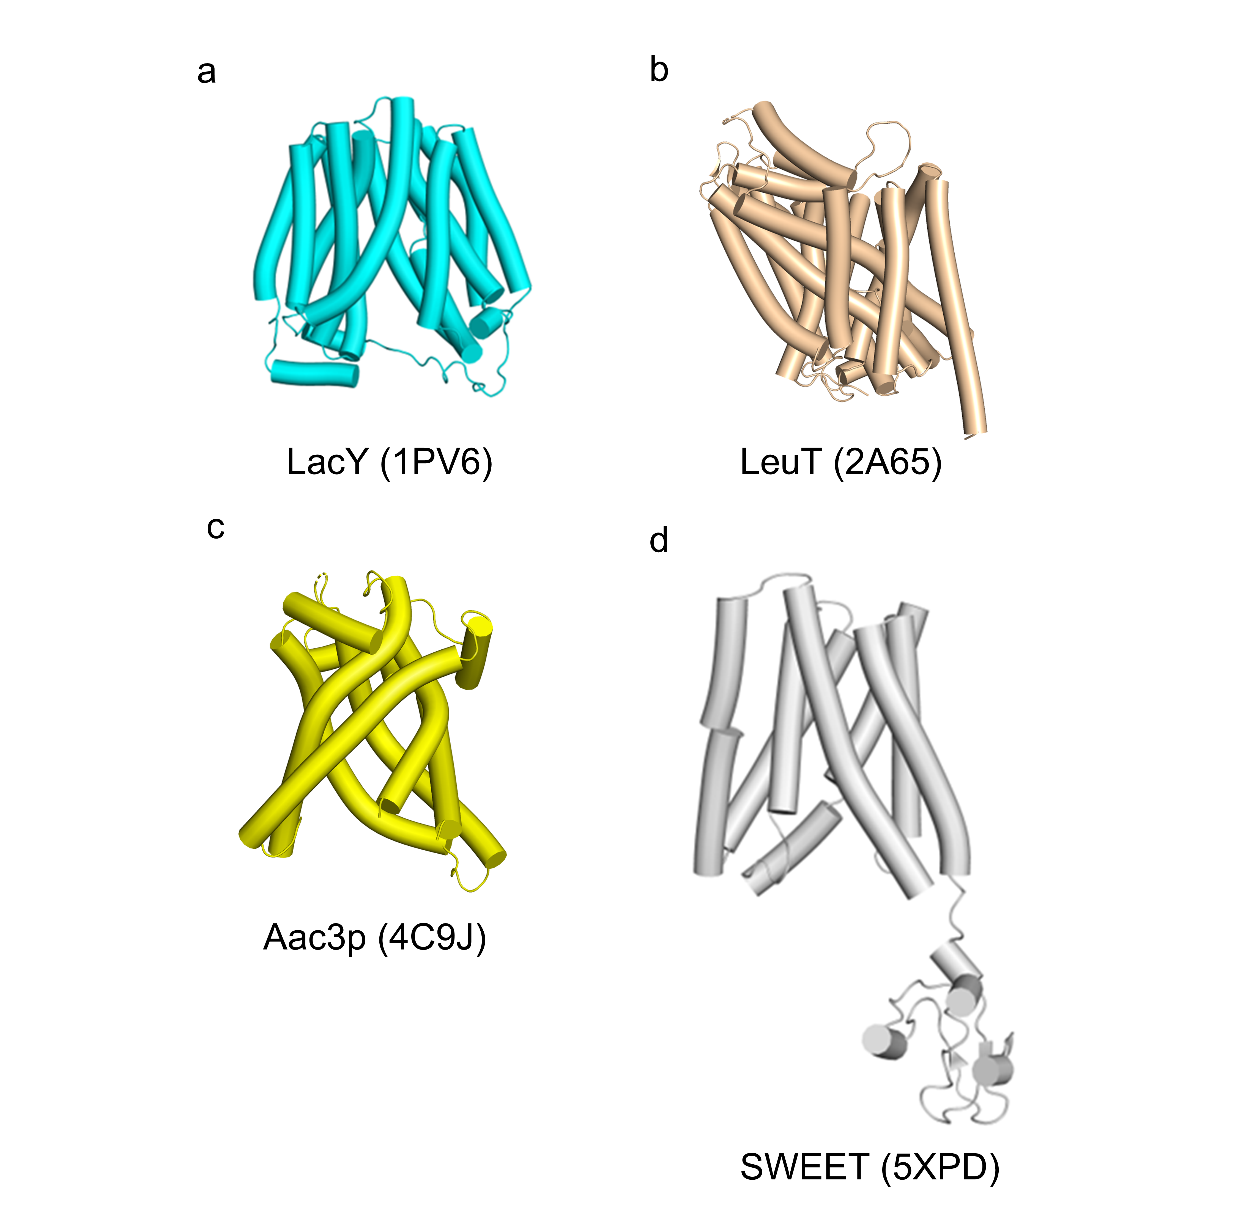 a
b
LacY (1PV6)
LeuT (2A65)
c
d
Aac3p (4C9J)
SWEET (5XPD)